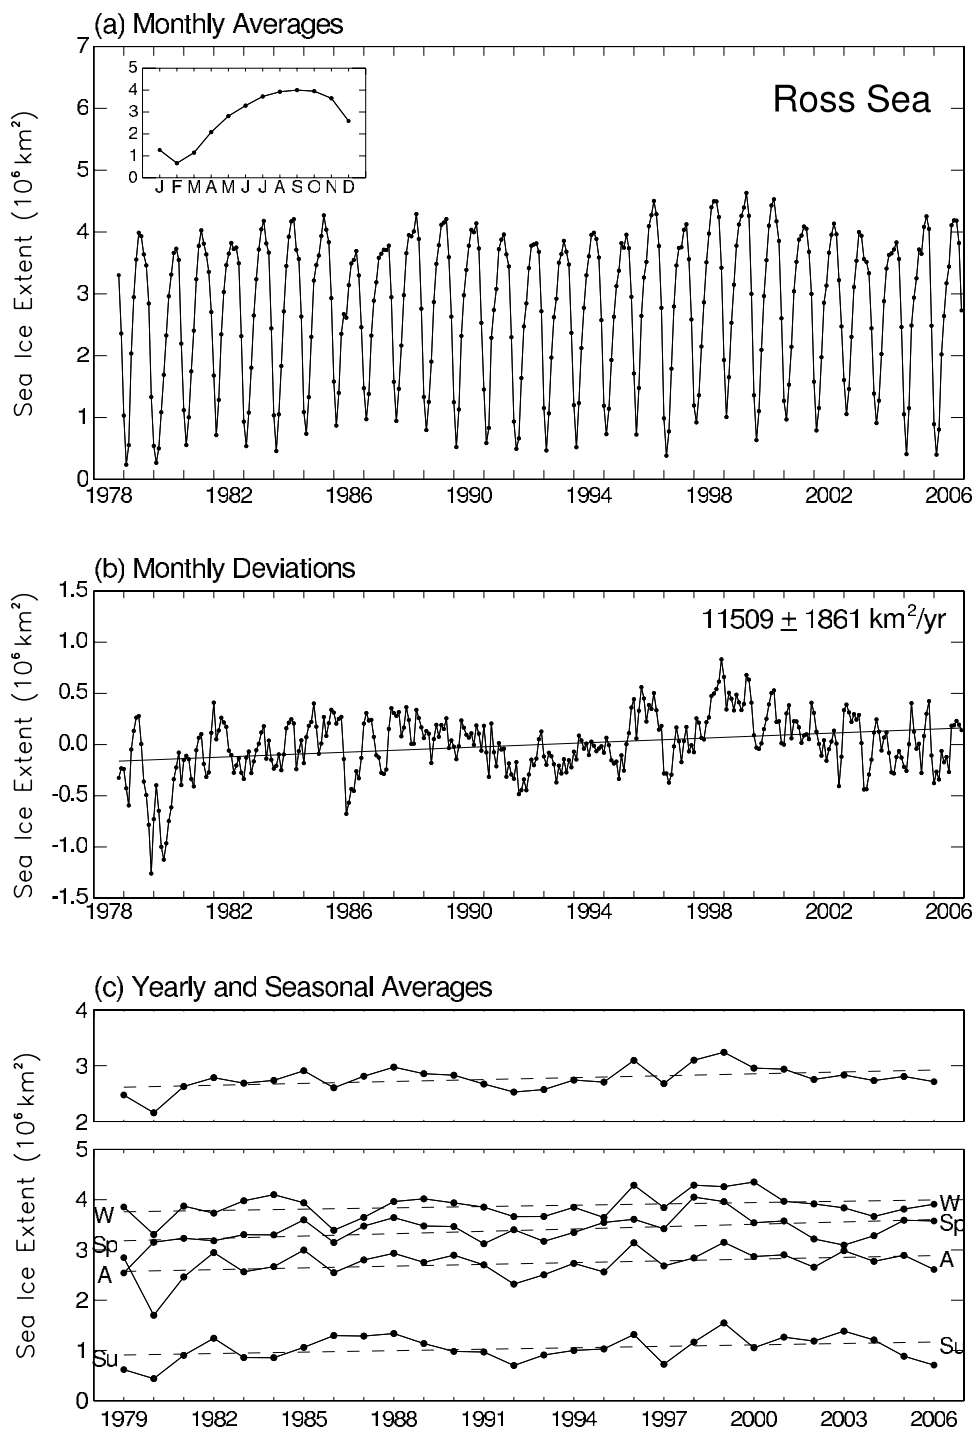 (a) Monthly Averages
7
6
5
4
3
2
1
0
Sea Ice Extent (10⁶ km²)
5
4
3
2
1
0
J F M A M J J A S O N D
Ross Sea
1978 1982 1986 1990 1994 1998 2002 2006
(b) Monthly Deviations
1.5
1.0
0.5
0.0
-0.5
-1.0
-1.5
Sea Ice Extent (10⁶ km²)
11509 ± 1861 km²/yr
1978 1982 1986 1990 1994 1998 2002 2006
(c) Yearly and Seasonal Averages
4
3
2
Sea Ice Extent (10⁶ km²)
5
4
3
2
1
0
W W
Sp Sp
A A
Su Su
1979 1982 1985 1988 1991 1994 1997 2000 2003 2006